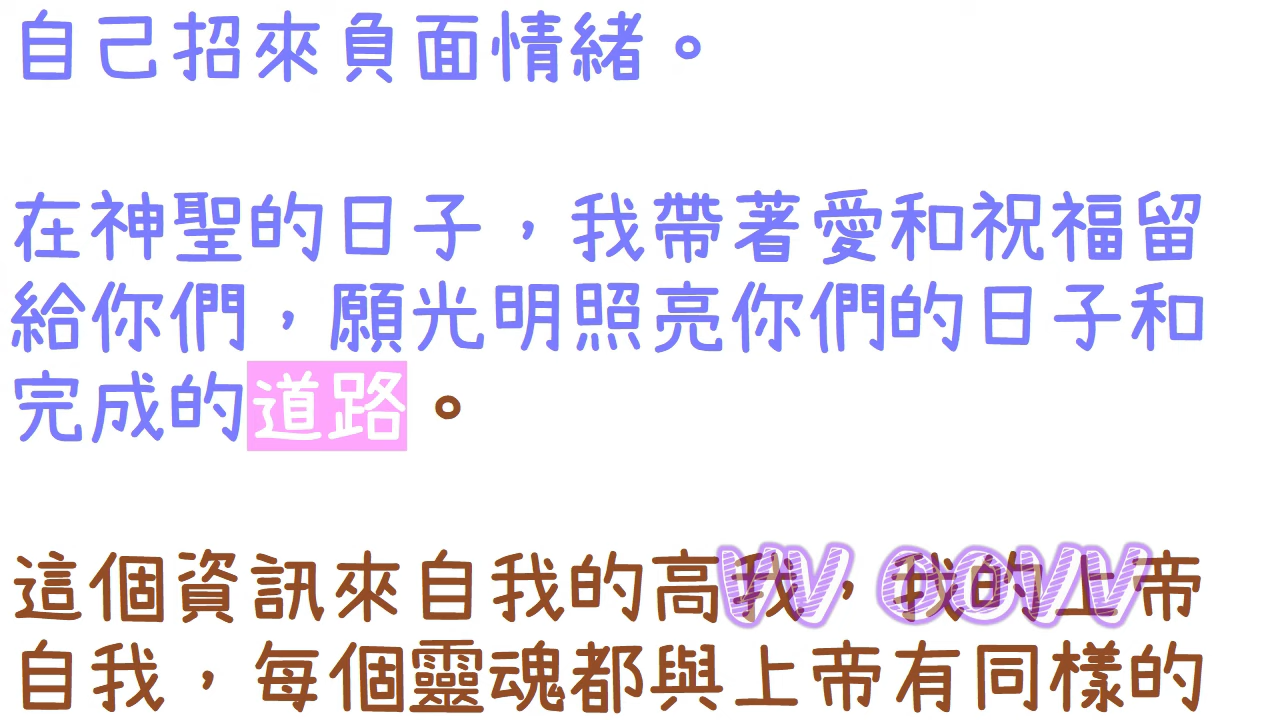 自己招來負面情緒。
在神聖的日子，我帶著愛和祝福留
給你們，願光明照亮你們的日子和
完成的道路。
這個資訊來自我的高我，我的上帝
自我，每個靈魂都與上帝有同樣的